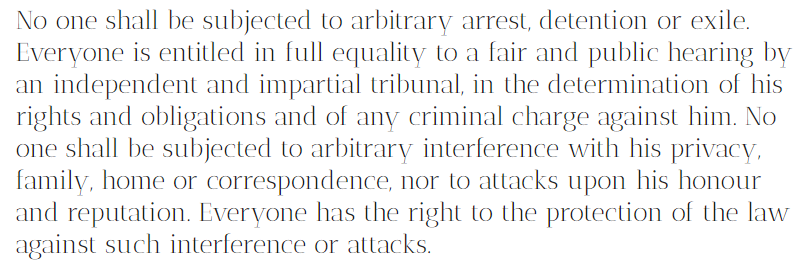 No one shall be subjected to arbitrary arrest, detention or exile.
Everyone is entitled in full equality to a fair and public hearing by
an independent and impartial tribunal, in the determination of his
rights and obligations and of any criminal charge against him. No
one shall be subjected to arbitrary interference with his privacy,
family, home or correspondence, nor to attacks upon his honour
and reputation. Everyone has the right to the protection of the law
against such interference or attacks.